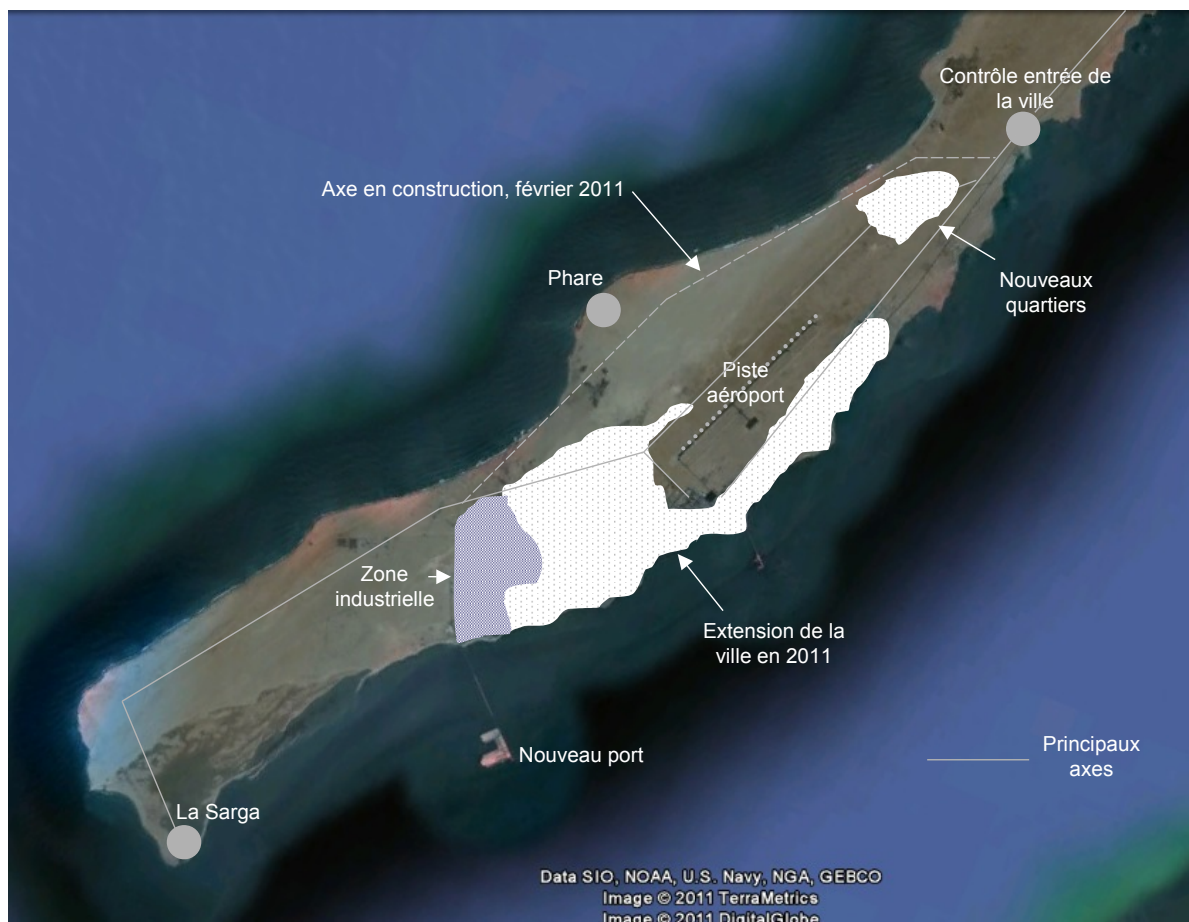 Contrôle entrée de
la ville
Axe en construction, février 2011
Phare
Nouveaux
quartiers
Piste
aéroport
Zone
industrielle
Extension de la
ville en 2011
Nouveau port
Principaux
axes
La Sarga
Data SIO, NOAA, U.S. Navy, NGA, GEBCO
Image © 2011 TerraMetrics
Image © 2011 DigitalGlobe